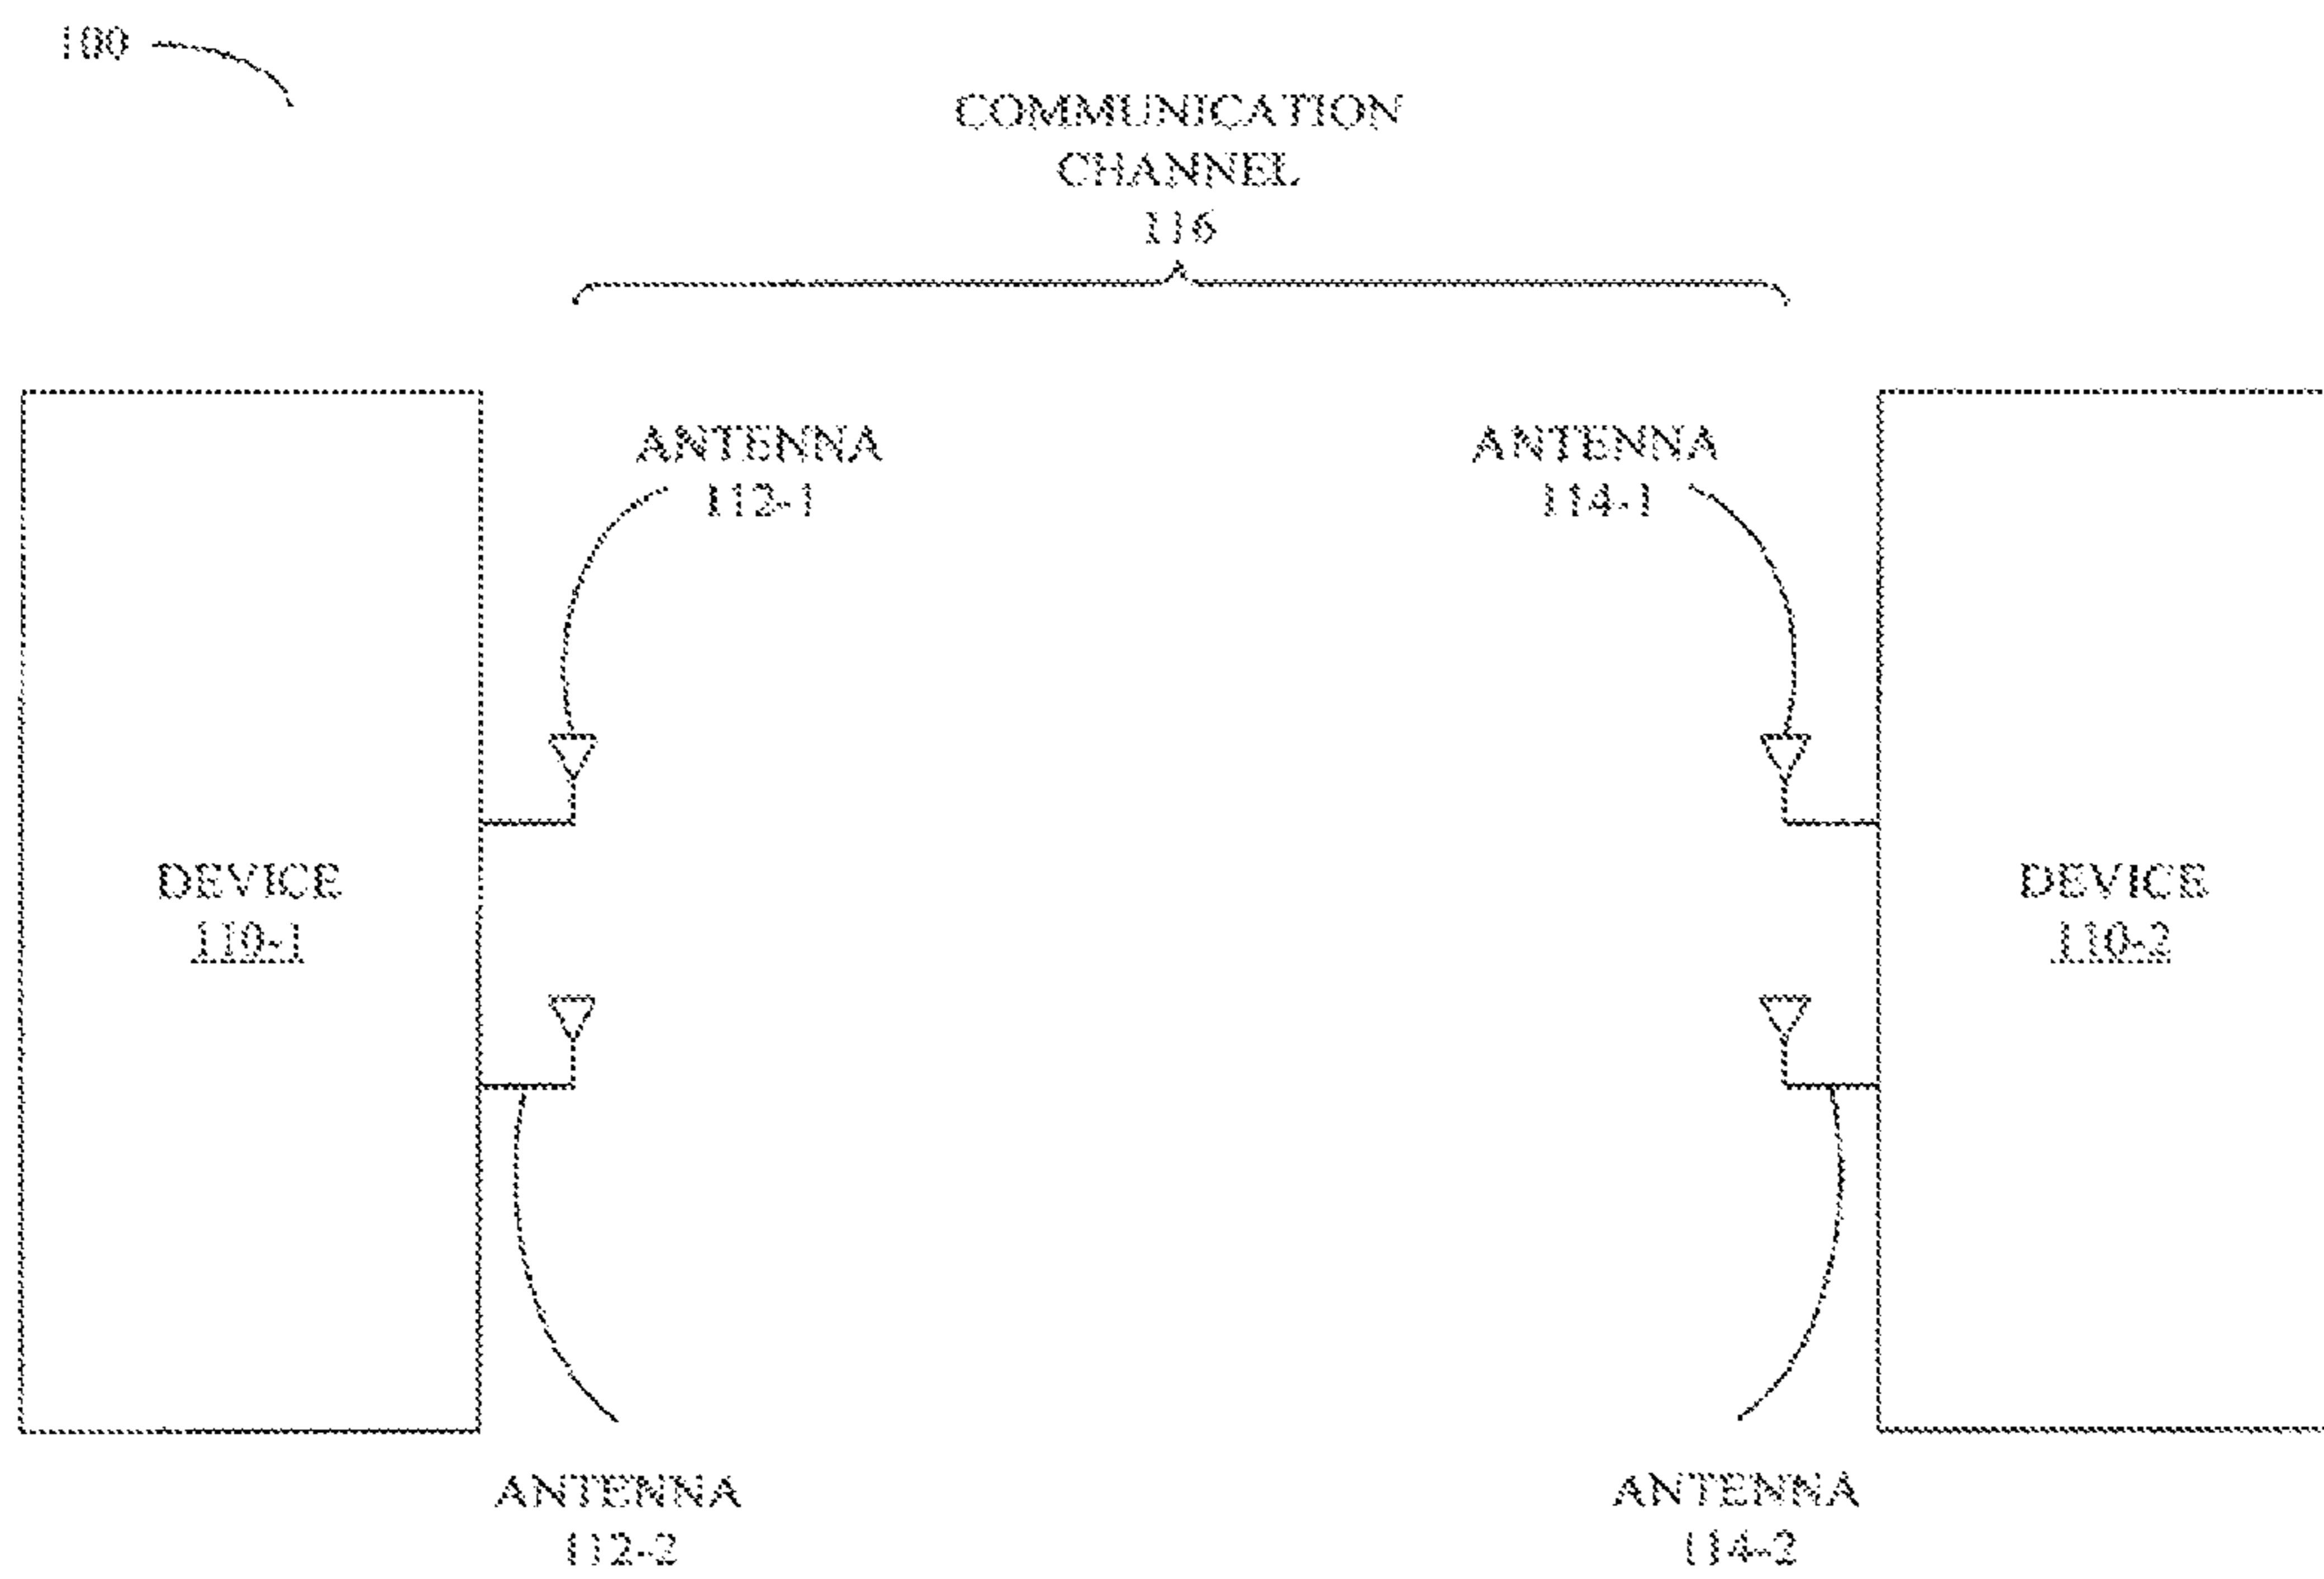 100
COMMUNICATION
CHANNEL
116
ANTENNA
112-1
ANTENNA
114-1
DEVICE
110-1
DEVICE
110-2
ANTENNA
112-2
ANTENNA
114-2